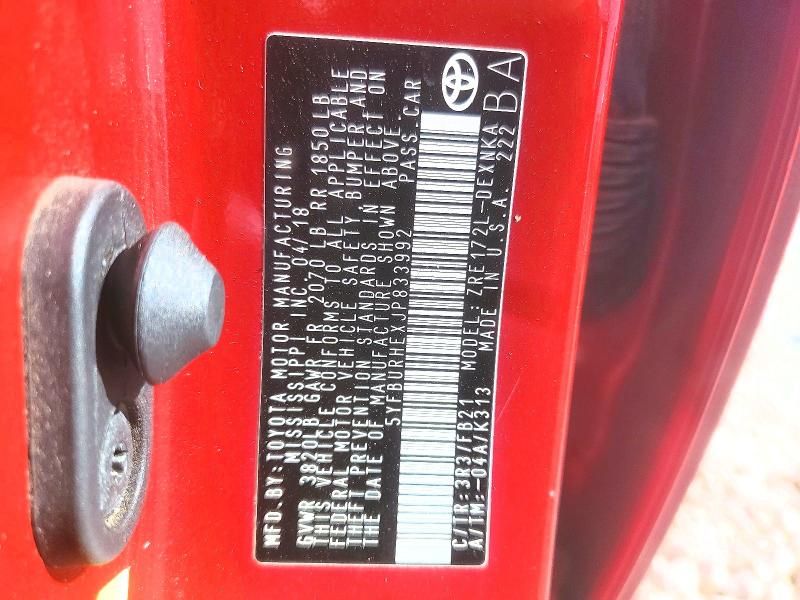 MFD.BY:TOYOTA MOTOR MANUFACTURING
MISSISSIPPI INC. 04/18
GVWR 3820LB GAWR FR 2070 LB RR 1850 LB
THIS VEHICLE CONFORMS TO ALL APPLICABLE
FEDERAL MOTOR VEHICLE SAFETY BUMPER AND
THEFT PREVENTION STANDARDS IN EFFECT ON
THE DATE OF MANUFACTURE SHOWN ABOVE.
5YFBURHEXJP833992 PASS.CAR
C/TR:3R3/FB21 MODEL:ZRE172L-DEXNKA
A/TM:-04A/K313 MADE IN U.S.A. 222
BA